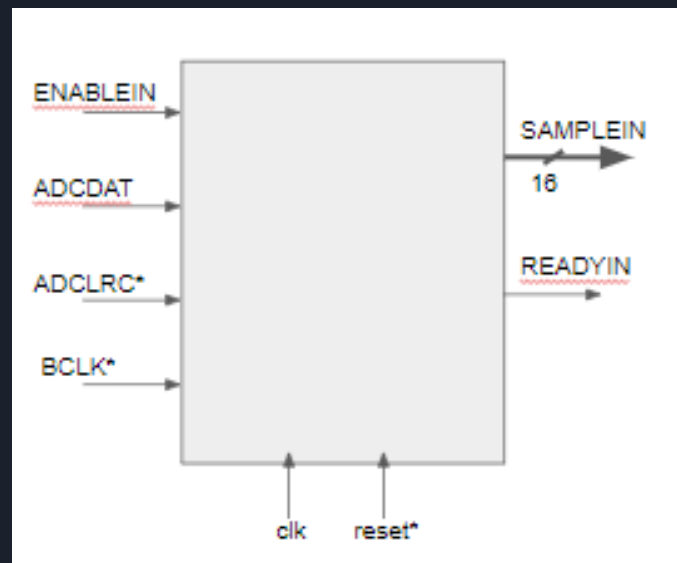 ENABLEIN
ADCDAT
ADCLRC*
BCLK*
SAMPLEIN
16
READYIN
clk
reset*